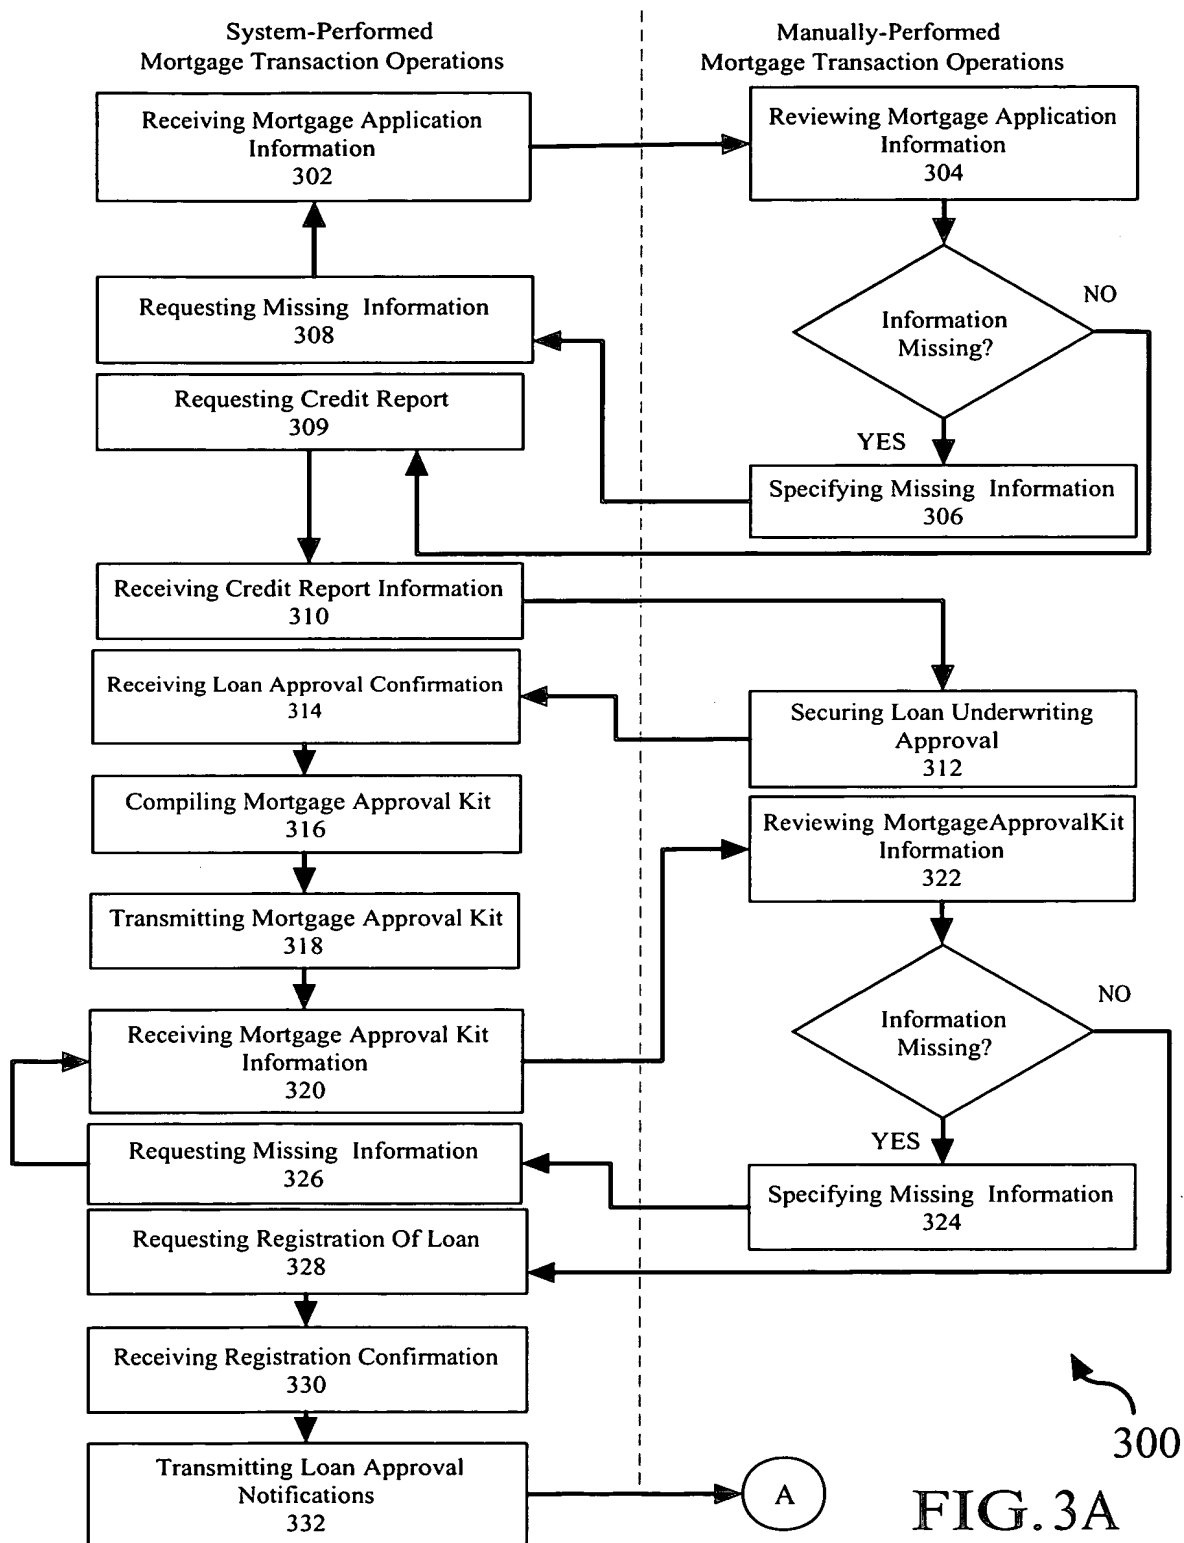 System-Performed
Mortgage Transaction Operations
Manually-Performed
Mortgage Transaction Operations
Receiving Mortgage Application
Information
302
Reviewing Mortgage Application
Information
304
Requesting Missing Information
308
Information
Missing?
NO
YES
Requesting Credit Report
309
Specifying Missing Information
306
Receiving Credit Report Information
310
Receiving Loan Approval Confirmation
314
Securing Loan Underwriting
Approval
312
Compiling Mortgage Approval Kit
316
Reviewing MortgageApprovalKit
Information
322
Transmitting Mortgage Approval Kit
318
Receiving Mortgage Approval Kit
Information
320
Information
Missing?
NO
YES
Requesting Missing Information
326
Specifying Missing Information
324
Requesting Registration Of Loan
328
Receiving Registration Confirmation
330
Transmitting Loan Approval
Notifications
332
A
300
FIG. 3A